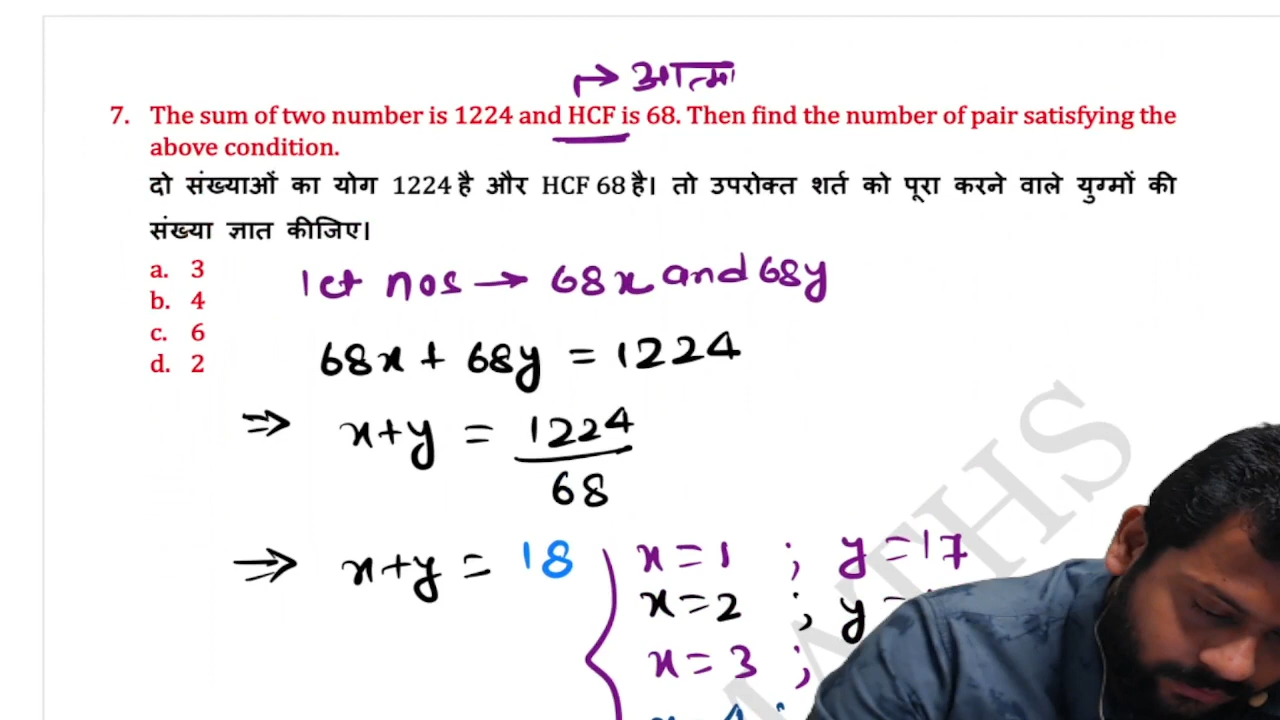 → आत्मा
7. The sum of two number is 1224 and HCF is 68. Then find the number of pair satisfying the
above condition.
दो संख्याओं का योग 1224 है और HCF 68 है। तो उपरोक्त शर्त को पूरा करने वाले युग्मों की
संख्या ज्ञात कीजिए।
a. 3
b. 4
c. 6
d. 2
let nos → 68x and 68y
68x + 68y = 1224
⇒ x+y = 1224/68
⇒ x+y = 18
x=1 ; y=17
x=2 ; y=
x=3 ;
MATHS